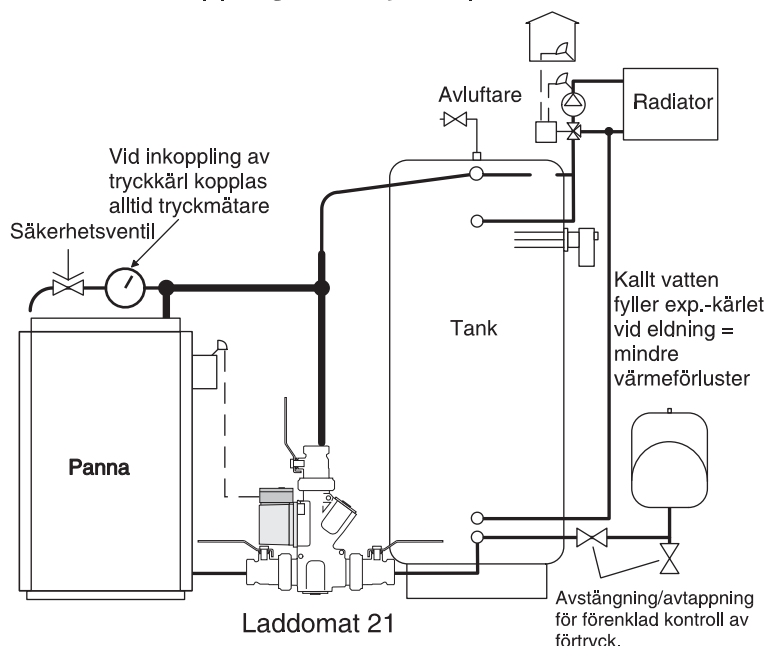 Avluftare
Radiator
Vid inkoppling av
tryckkärl kopplas
alltid tryckmätare
Säkerhetsventil
Kallt vatten
fyller exp.-kärlet
vid eldning =
mindre
värmeförluster
Tank
Panna
Laddomat 21
Avstängning/avtappning
för förenklad kontroll av
förtryck.